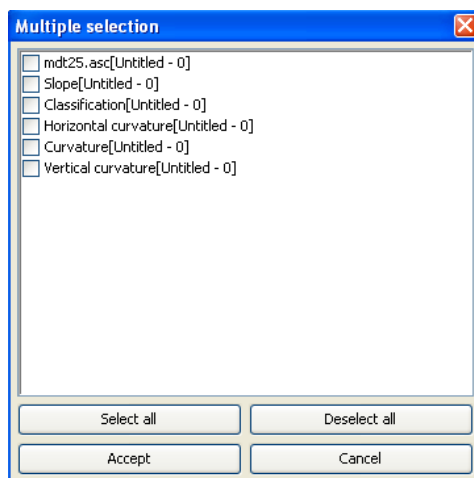 Multiple selection
mdt25.asc[Untitled - 0]
Slope[Untitled - 0]
Classification[Untitled - 0]
Horizontal curvature[Untitled - 0]
Curvature[Untitled - 0]
Vertical curvature[Untitled - 0]
Select all Deselect all
Accept Cancel